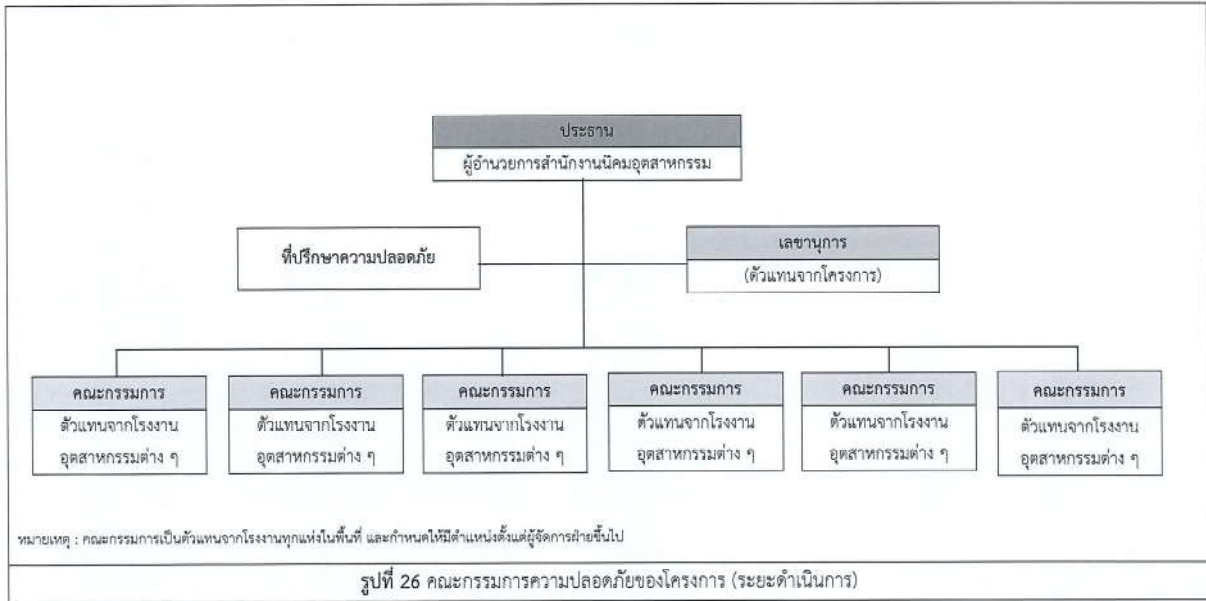 ประธาน
ผู้อำนวยการสำนักงานนิคมอุตสาหกรรม
ที่ปรึกษาความปลอดภัย
เลขานุการ
(ตัวแทนจากโครงการ)
คณะกรรมการ
ตัวแทนจากโรงงาน
อุตสาหกรรมต่าง ๆ
คณะกรรมการ
ตัวแทนจากโรงงาน
อุตสาหกรรมต่าง ๆ
คณะกรรมการ
ตัวแทนจากโรงงาน
อุตสาหกรรมต่าง ๆ
คณะกรรมการ
ตัวแทนจากโรงงาน
อุตสาหกรรมต่าง ๆ
คณะกรรมการ
ตัวแทนจากโรงงาน
อุตสาหกรรมต่าง ๆ
คณะกรรมการ
ตัวแทนจากโรงงาน
อุตสาหกรรมต่าง ๆ
หมายเหตุ : คณะกรรมการเป็นตัวแทนจากโรงงานทุกแห่งในพื้นที่ และกำหนดให้มีตำแหน่งตั้งแต่ผู้จัดการฝ่ายขึ้นไป
รูปที่ 26 คณะกรรมการความปลอดภัยของโครงการ (ระยะดำเนินการ)